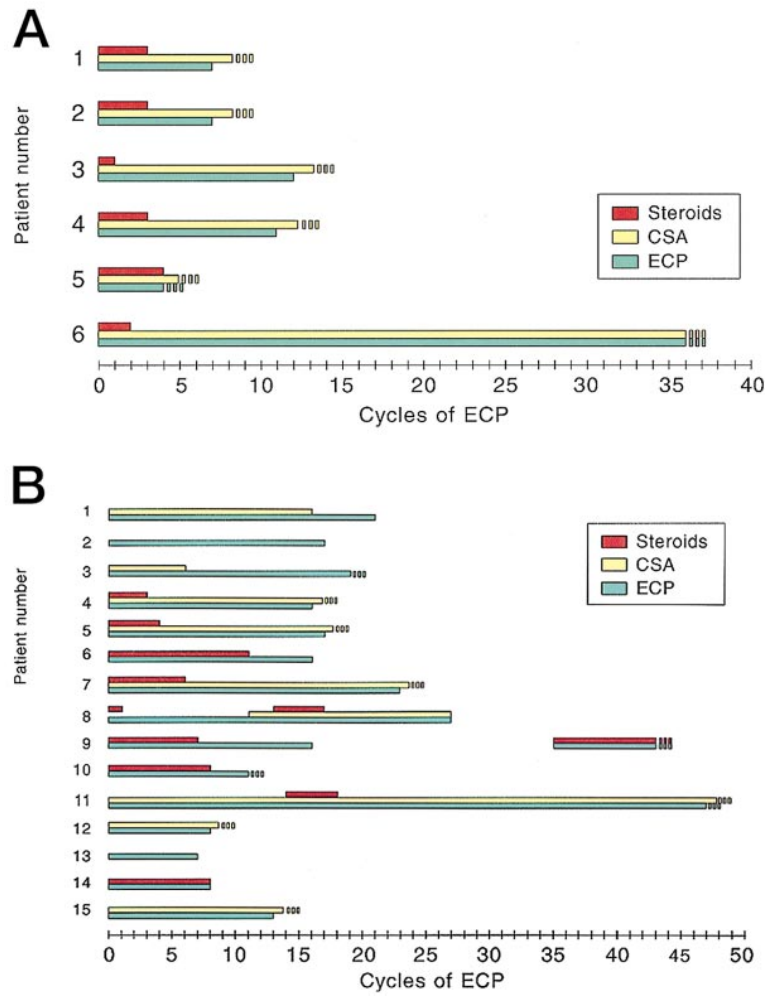 A
Patient number
1
2
3
4
5
6
Steroids
CSA
ECP
0 5 10 15 20 25 30 35 40
Cycles of ECP
B
Patient number
1
2
3
4
5
6
7
8
9
10
11
12
13
14
15
Steroids
CSA
ECP
0 5 10 15 20 25 30 35 40 45 50
Cycles of ECP